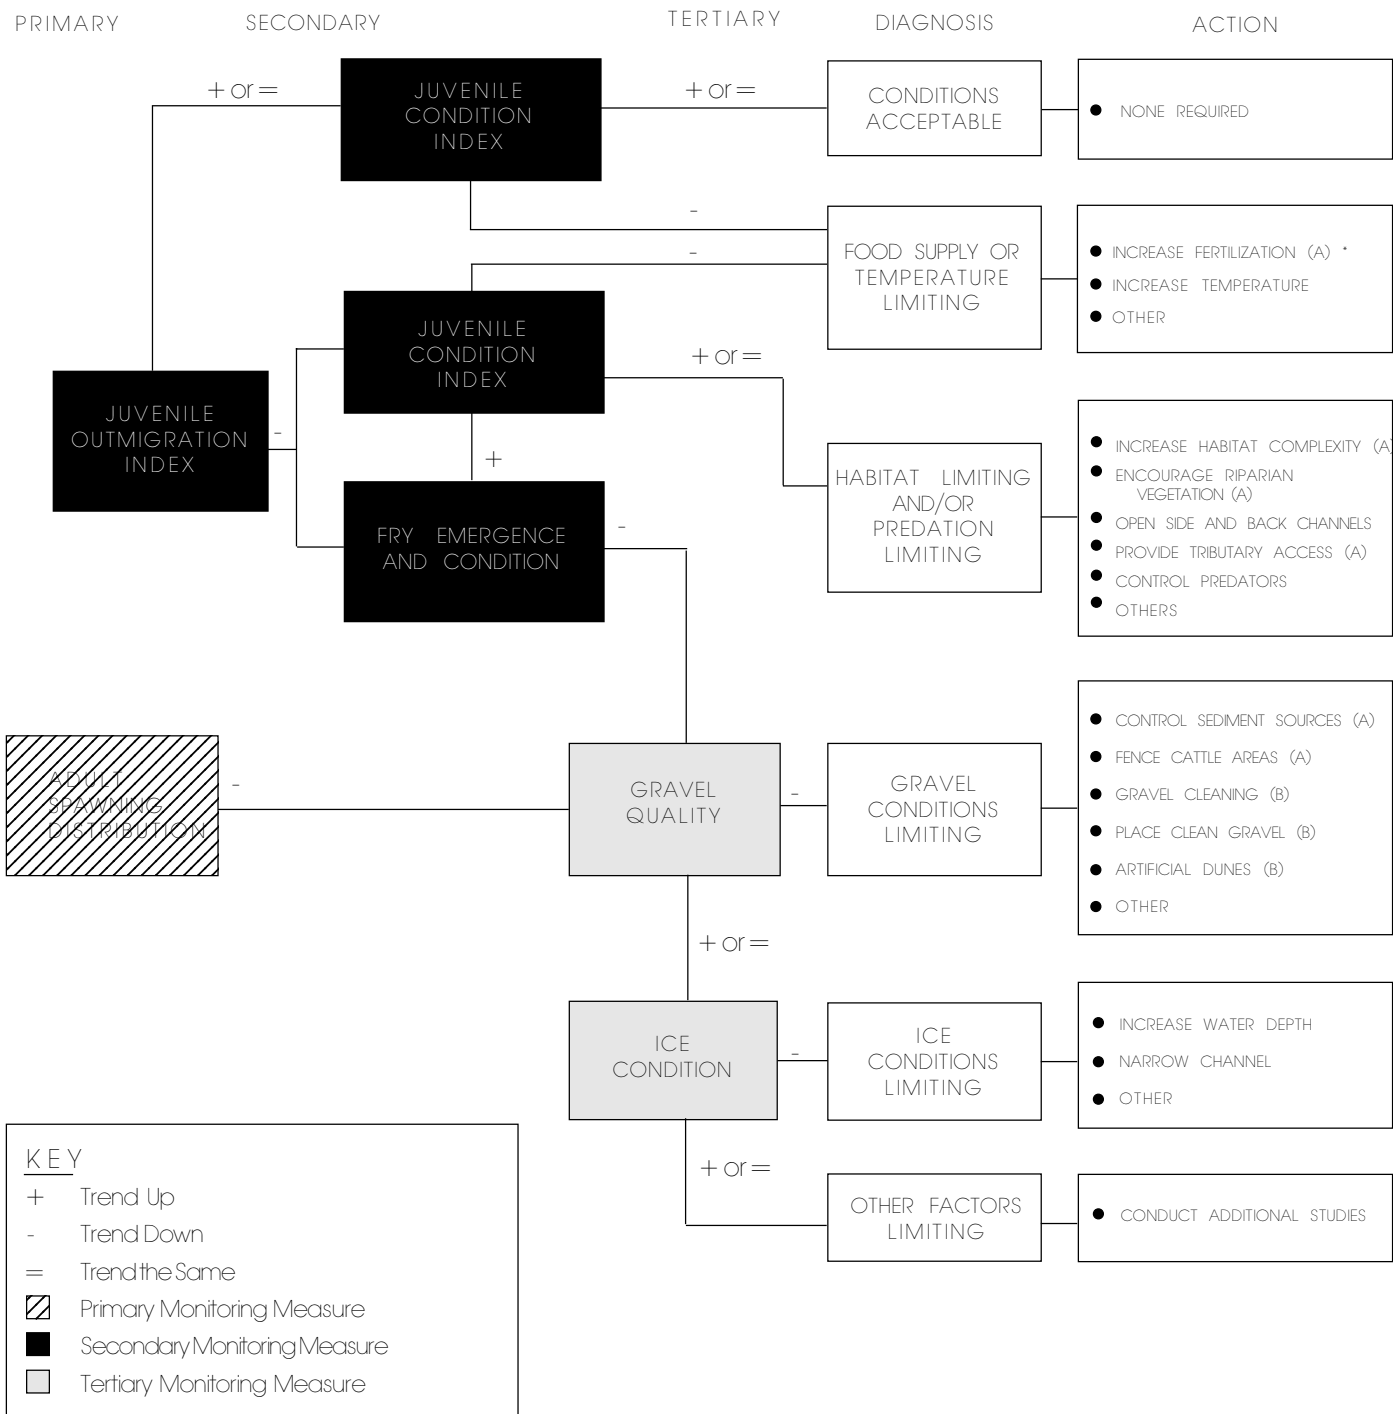 PRIMARY
SECONDARY
TERTIARY
DIAGNOSIS
ACTION
+ or =
JUVENILE
CONDITION
INDEX
+ or =
CONDITIONS
ACCEPTABLE
NONE REQUIRED
-
-
FOOD SUPPLY OR
TEMPERATURE
LIMITING
INCREASE FERTILIZATION (A) *
INCREASE TEMPERATURE
OTHER
JUVENILE
CONDITION
INDEX
+ or =
JUVENILE
OUTMIGRATION
INDEX
-
+
HABITAT LIMITING
AND/OR
PREDATION
LIMITING
INCREASE HABITAT COMPLEXITY (A)
ENCOURAGE RIPARIAN
VEGETATION (A)
OPEN SIDE AND BACK CHANNELS
PROVIDE TRIBUTARY ACCESS (A)
CONTROL PREDATORS
OTHERS
FRY EMERGENCE
AND CONDITION
-
ADULT
SPAWNING
DISTRIBUTION
-
GRAVEL
QUALITY
-
GRAVEL
CONDITIONS
LIMITING
CONTROL SEDIMENT SOURCES (A)
FENCE CATTLE AREAS (A)
GRAVEL CLEANING (B)
PLACE CLEAN GRAVEL (B)
ARTIFICIAL DUNES (B)
OTHER
+ or =
ICE
CONDITION
-
ICE
CONDITIONS
LIMITING
INCREASE WATER DEPTH
NARROW CHANNEL
OTHER
+ or =
OTHER FACTORS
LIMITING
CONDUCT ADDITIONAL STUDIES
KEY
+ Trend Up
- Trend Down
= Trend the Same
Primary Monitoring Measure
Secondary Monitoring Measure
Tertiary Monitoring Measure